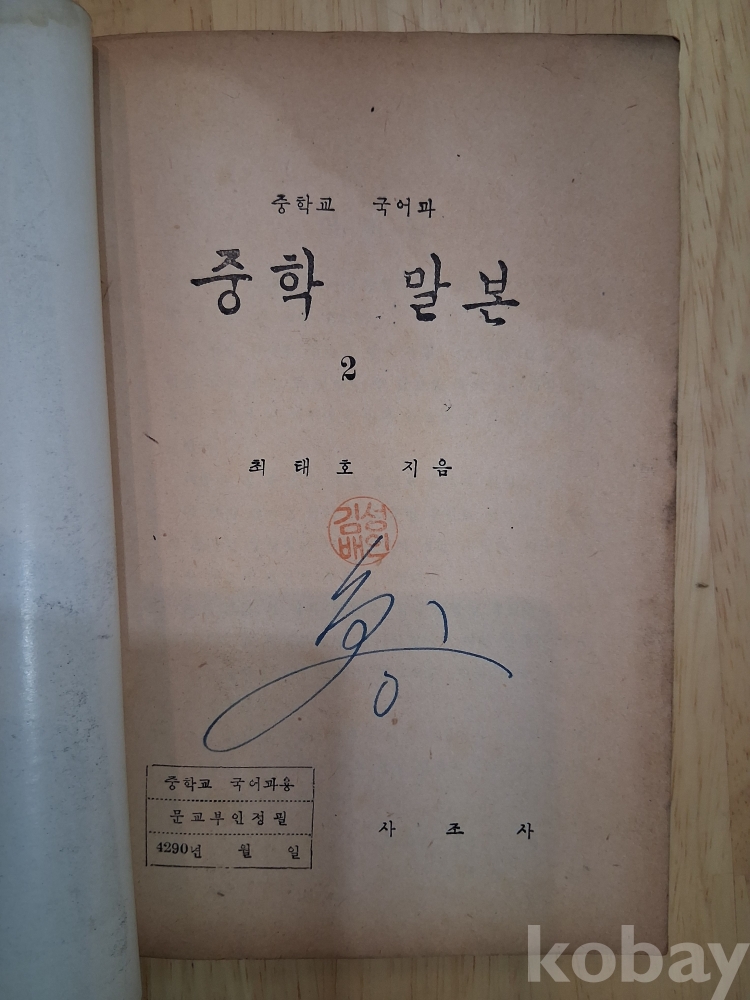 중학교 국어과
중학 말본
2
최태호 지음
김성
배인
중학교 국어과용
문교부인정필
4290년 월 일
사조사
kobay